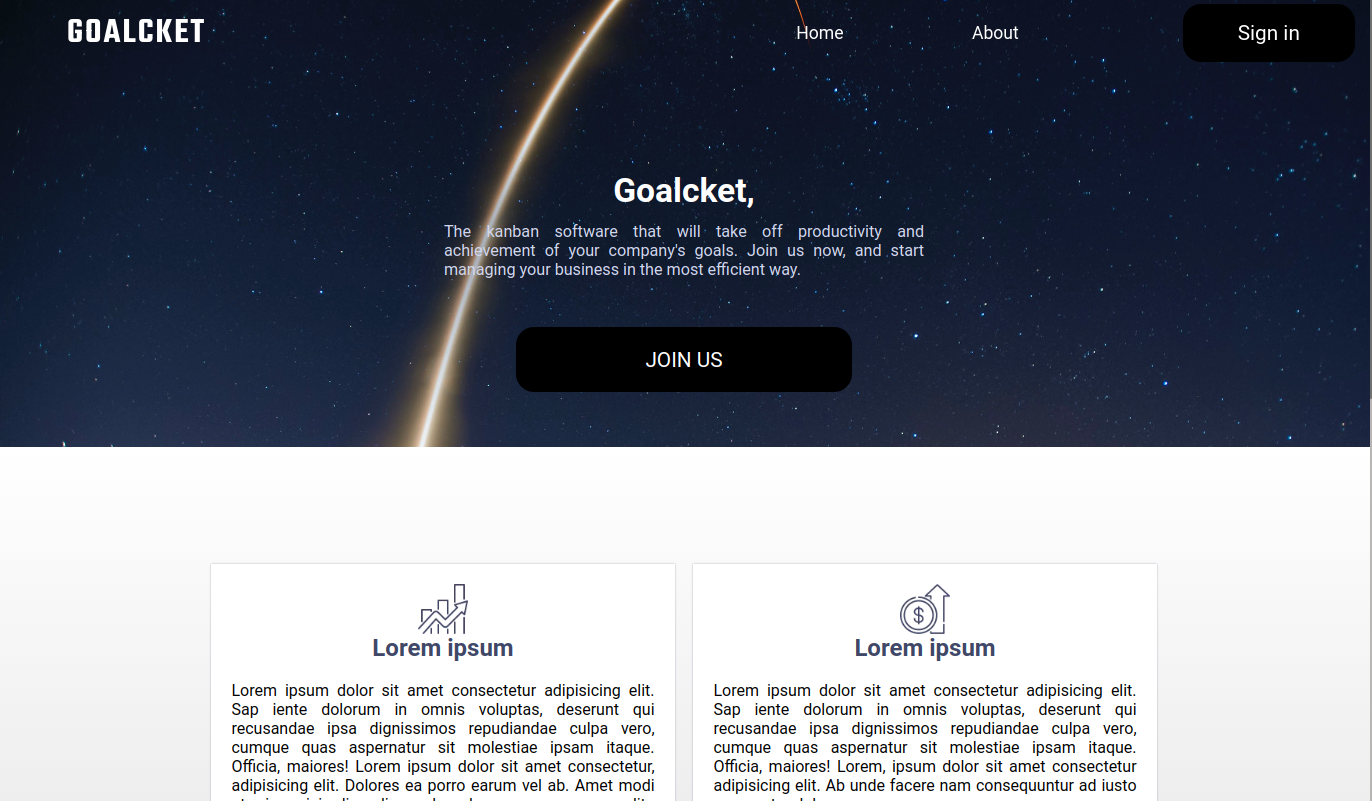 GOALCKET
Home
About
Sign in
Goalcket,
The kanban software that will take off productivity and
achievement of your company's goals. Join us now, and start
managing your business in the most efficient way.
JOIN US
Lorem ipsum
Lorem ipsum dolor sit amet consectetur adipisicing elit.
Sap iente dolorum in omnis voluptas, deserunt qui
recusandae ipsa dignissimos repudiandae culpa vero,
cumque quas aspernatur sit molestiae ipsam itaque.
Officia, maiores! Lorem ipsum dolor sit amet consectetur,
adipisicing elit. Dolores ea porro earum vel ab. Amet modi
Lorem ipsum
Lorem ipsum dolor sit amet consectetur adipisicing elit.
Sap iente dolorum in omnis voluptas, deserunt qui
recusandae ipsa dignissimos repudiandae culpa vero,
cumque quas aspernatur sit molestiae ipsam itaque.
Officia, maiores! Lorem, ipsum dolor sit amet consectetur
adipisicing elit. Ab unde facere nam consequuntur ad iusto